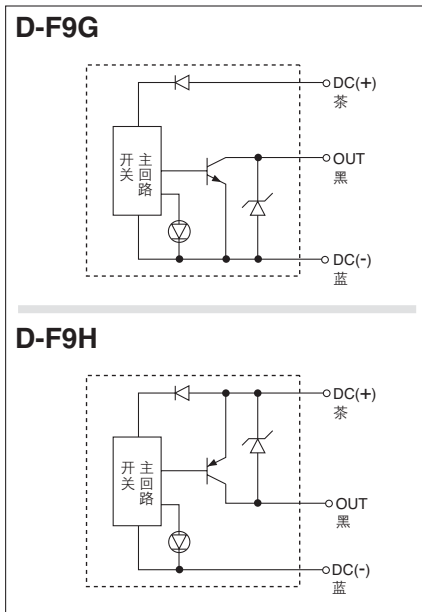 D-F9G
DC(+)
茶
开关
主回路
OUT
黑
DC(-)
蓝
D-F9H
DC(+)
茶
开关
主回路
OUT
黑
DC(-)
蓝